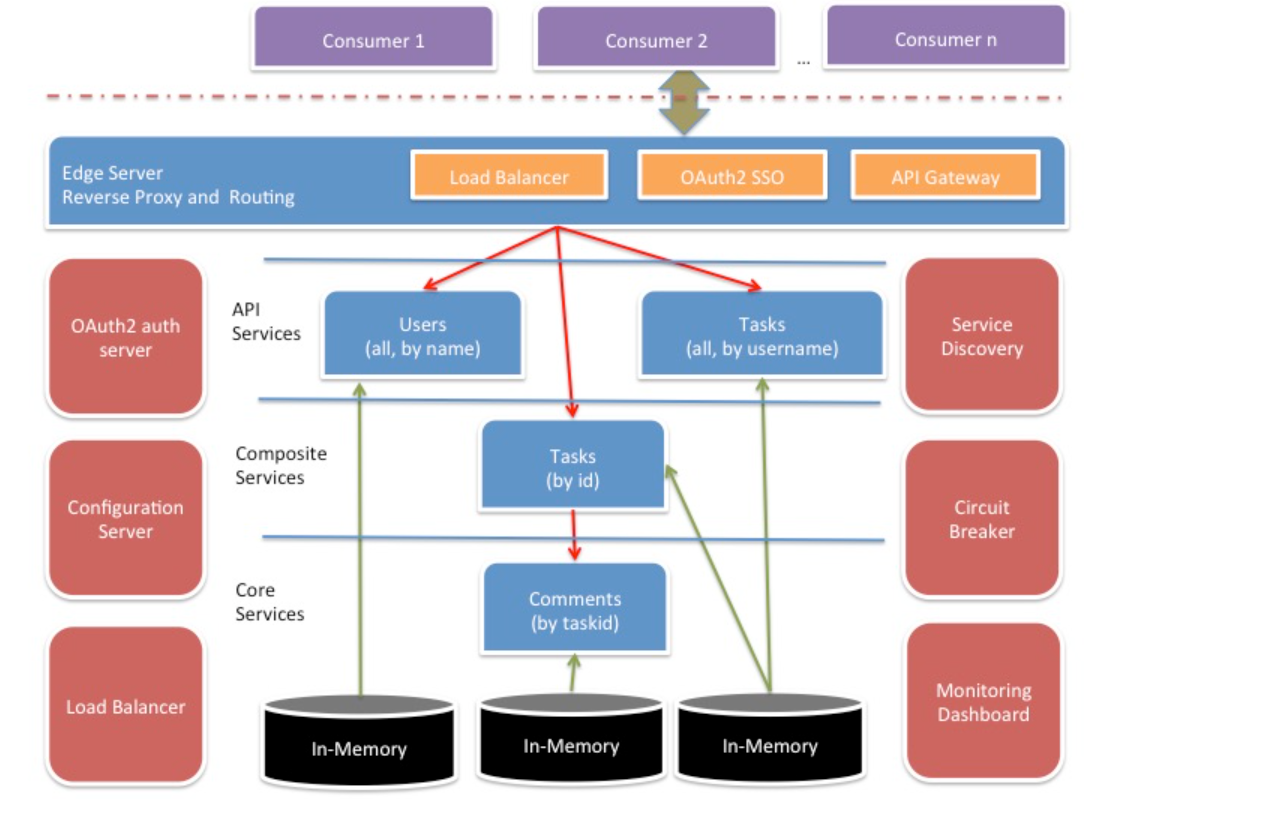 Consumer 1
Consumer 2
...
Consumer n
Edge Server
Reverse Proxy and Routing
Load Balancer
OAuth2 SSO
API Gateway
OAuth2 auth
server
API
Services
Users
(all, by name)
Tasks
(all, by username)
Service
Discovery
Configuration
Server
Composite
Services
Tasks
(by id)
Circuit
Breaker
Core
Services
Comments
(by taskid)
Load Balancer
In-Memory
In-Memory
In-Memory
Monitoring
Dashboard